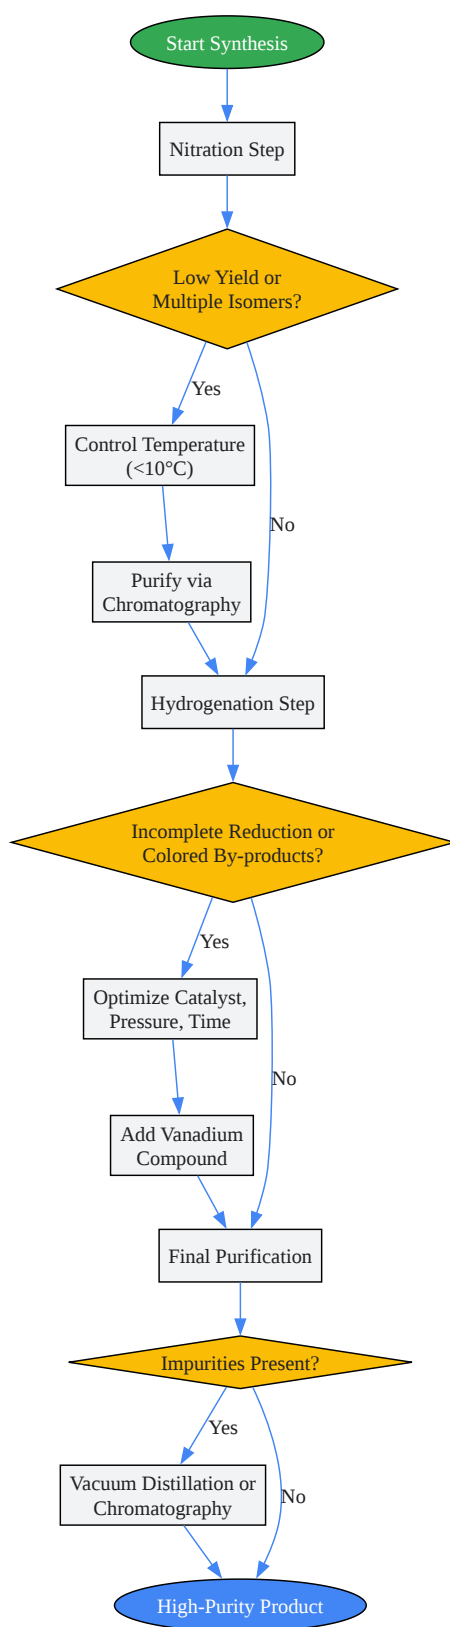 Start Synthesis
Nitration Step
Low Yield or
Multiple Isomers?
Yes
Control Temperature
(<10°C)
No
Purify via
Chromatography
Hydrogenation Step
Incomplete Reduction or
Colored By-products?
Yes
Optimize Catalyst,
Pressure, Time
No
Add Vanadium
Compound
Final Purification
Impurities Present?
Yes
Vacuum Distillation or
Chromatography
No
High-Purity Product